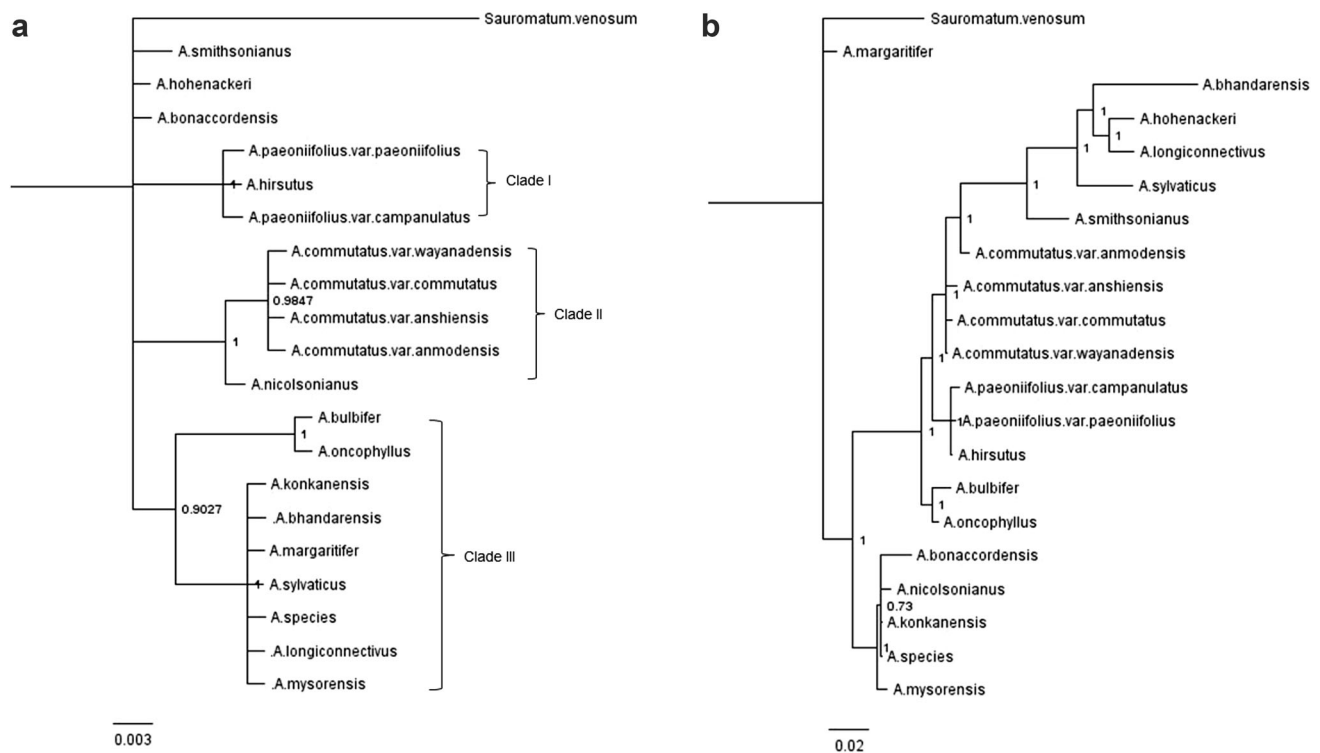 a
Sauromatum.venosum
A.smithsonianus
A.hohenackeri
A.bonaccordensis
A.paeoniifolius.var.paeoniifolius
1
A.hirsutus
Clade I
A.paeoniifolius.var.campanulatus
A.commutatus.var.wayanadensis
A.commutatus.var.commutatus
0.9847
A.commutatus.var.anshiensis
Clade II
A.commutatus.var.anmodensis
1
A.nicolsonianus
A.bulbifer
1
A.oncophyllus
A.konkanensis
0.9027
.A.bhandarensis
A.margaritifer
Clade III
1
A.sylvaticus
A.species
.A.longiconnectivus
.A.mysorensis
0.003
b
Sauromatum.venosum
A.margaritifer
A.bhandarensis
1
A.hohenackeri
1
1
A.longiconnectivus
1
A.sylvaticus
A.smithsonianus
1
A.commutatus.var.anmodensis
A.commutatus.var.anshiensis
1
A.commutatus.var.commutatus
1
A.commutatus.var.wayanadensis
A.paeoniifolius.var.campanulatus
1
A.paeoniifolius.var.paeoniifolius
1
A.hirsutus
A.bulbifer
1
A.oncophyllus
1
A.bonaccordensis
A.nicolsonianus
0.73
A.konkanensis
1
A.species
A.mysorensis
0.02